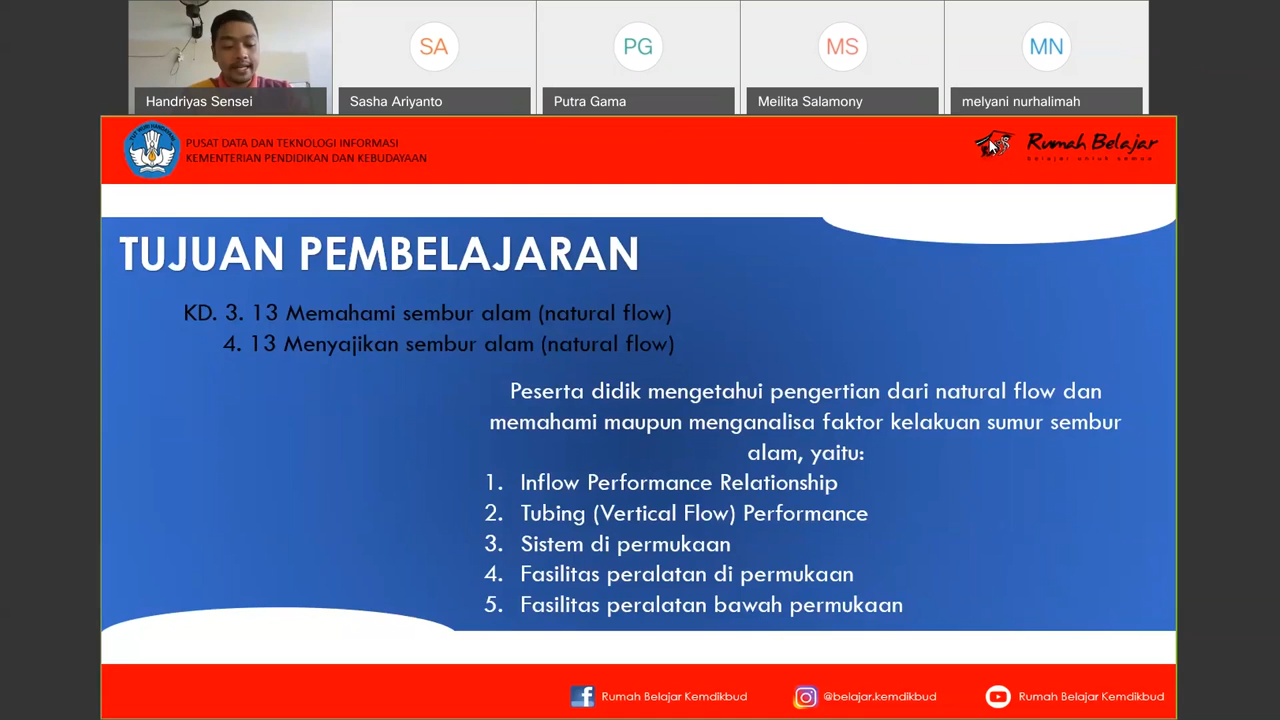 SA
PG
MS
MN
Handriyas Sensei
Sasha Ariyanto
Putra Gama
Meilita Salamony
melyani nurhalimah
PUSAT DATA DAN TEKNOLOGI INFORMASI
KEMENTERIAN PENDIDIKAN DAN KEBUDAYAAN
Rumah Belajar
belajar untuk semua
TUJUAN PEMBELAJARAN
KD. 3. 13 Memahami sembur alam (natural flow)
4. 13 Menyajikan sembur alam (natural flow)
Peserta didik mengetahui pengertian dari natural flow dan
memahami maupun menganalisa faktor kelakuan sumur sembur
alam, yaitu:
1. Inflow Performance Relationship
2. Tubing (Vertical Flow) Performance
3. Sistem di permukaan
4. Fasilitas peralatan di permukaan
5. Fasilitas peralatan bawah permukaan
Rumah Belajar Kemdikbud
@belajar.kemdikbud
Rumah Belajar Kemdikbud